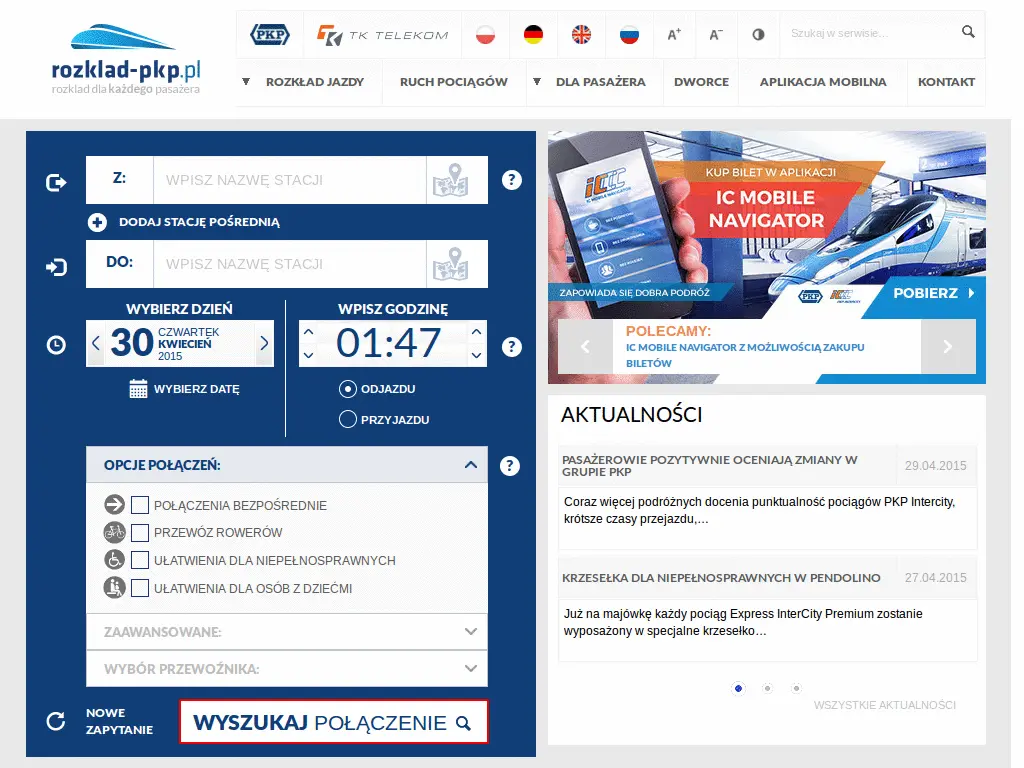 PKP
TK TELEKOM
A+
A-
Szukaj w serwisie...
rozklad-pkp.pl
rozkład dla każdego pasażera
ROZKŁAD JAZDY
RUCH POCIĄGÓW
DLA PASAŻERA
DWORCE
APLIKACJA MOBILNA
KONTAKT
Z:
WPISZ NAZWĘ STACJI
?
DODAJ STACJĘ POŚREDNIĄ
DO:
WPISZ NAZWĘ STACJI
WYBIERZ DZIEŃ
WPISZ GODZINĘ
30
CZWARTEK
KWIECIEŃ
2015
01:47
?
WYBIERZ DATĘ
ODJAZDU
PRZYJAZDU
OPCJE POŁĄCZEŃ:
?
POŁĄCZENIA BEZPOŚREDNIE
PRZEWÓZ ROWERÓW
UŁATWIENIA DLA NIEPEŁNOSPRAWNYCH
UŁATWIENIA DLA OSÓB Z DZIEĆMI
ZAAWANSOWANE:
WYBÓR PRZEWOŹNIKA:
NOWE
ZAPYTANIE
WYSZUKAJ POŁĄCZENIE
KUP BILET W APLIKACJI
IC MOBILE
NAVIGATOR
IC MOBILE NAVIGATOR
ZAPOWIADA SIĘ DOBRA PODRÓŻ
PKP
POBIERZ
POLECAMY:
IC MOBILE NAVIGATOR Z MOŻLIWOŚCIĄ ZAKUPU
BILETÓW
AKTUALNOŚCI
PASAŻEROWIE POZYTYWNIE OCENIAJĄ ZMIANY W
GRUPIE PKP
29.04.2015
Coraz więcej podróżnych docenia punktualność pociągów PKP Intercity,
krótsze czasy przejazdu,...
KRZESEŁKA DLA NIEPEŁNOSPRAWNYCH W PENDOLINO
27.04.2015
Już na majówkę każdy pociąg Express InterCity Premium zostanie
wyposażony w specjalne krzesełko...
WSZYSTKIE AKTUALNOŚCI